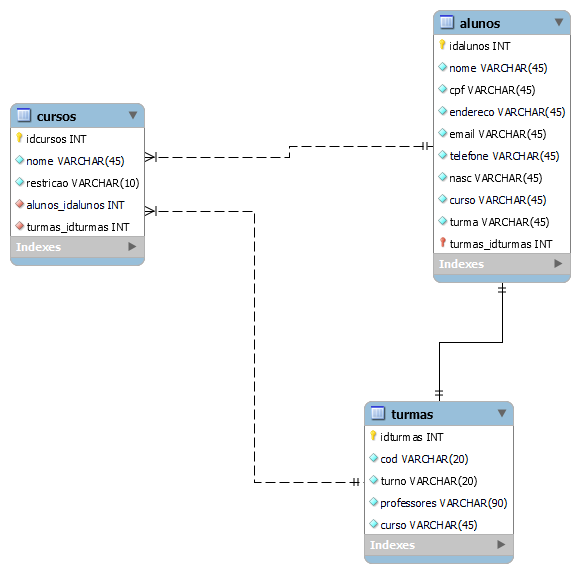 cursos
idcursos INT
nome VARCHAR(45)
restricao VARCHAR(10)
alunos_idalunos INT
turmas_idturmas INT
Indexes
alunos
idalunos INT
nome VARCHAR(45)
cpf VARCHAR(45)
endereco VARCHAR(45)
email VARCHAR(45)
telefone VARCHAR(45)
nasc VARCHAR(45)
curso VARCHAR(45)
turma VARCHAR(45)
turmas_idturmas INT
Indexes
turmas
idturmas INT
cod VARCHAR(20)
turno VARCHAR(20)
professores VARCHAR(90)
curso VARCHAR(45)
Indexes